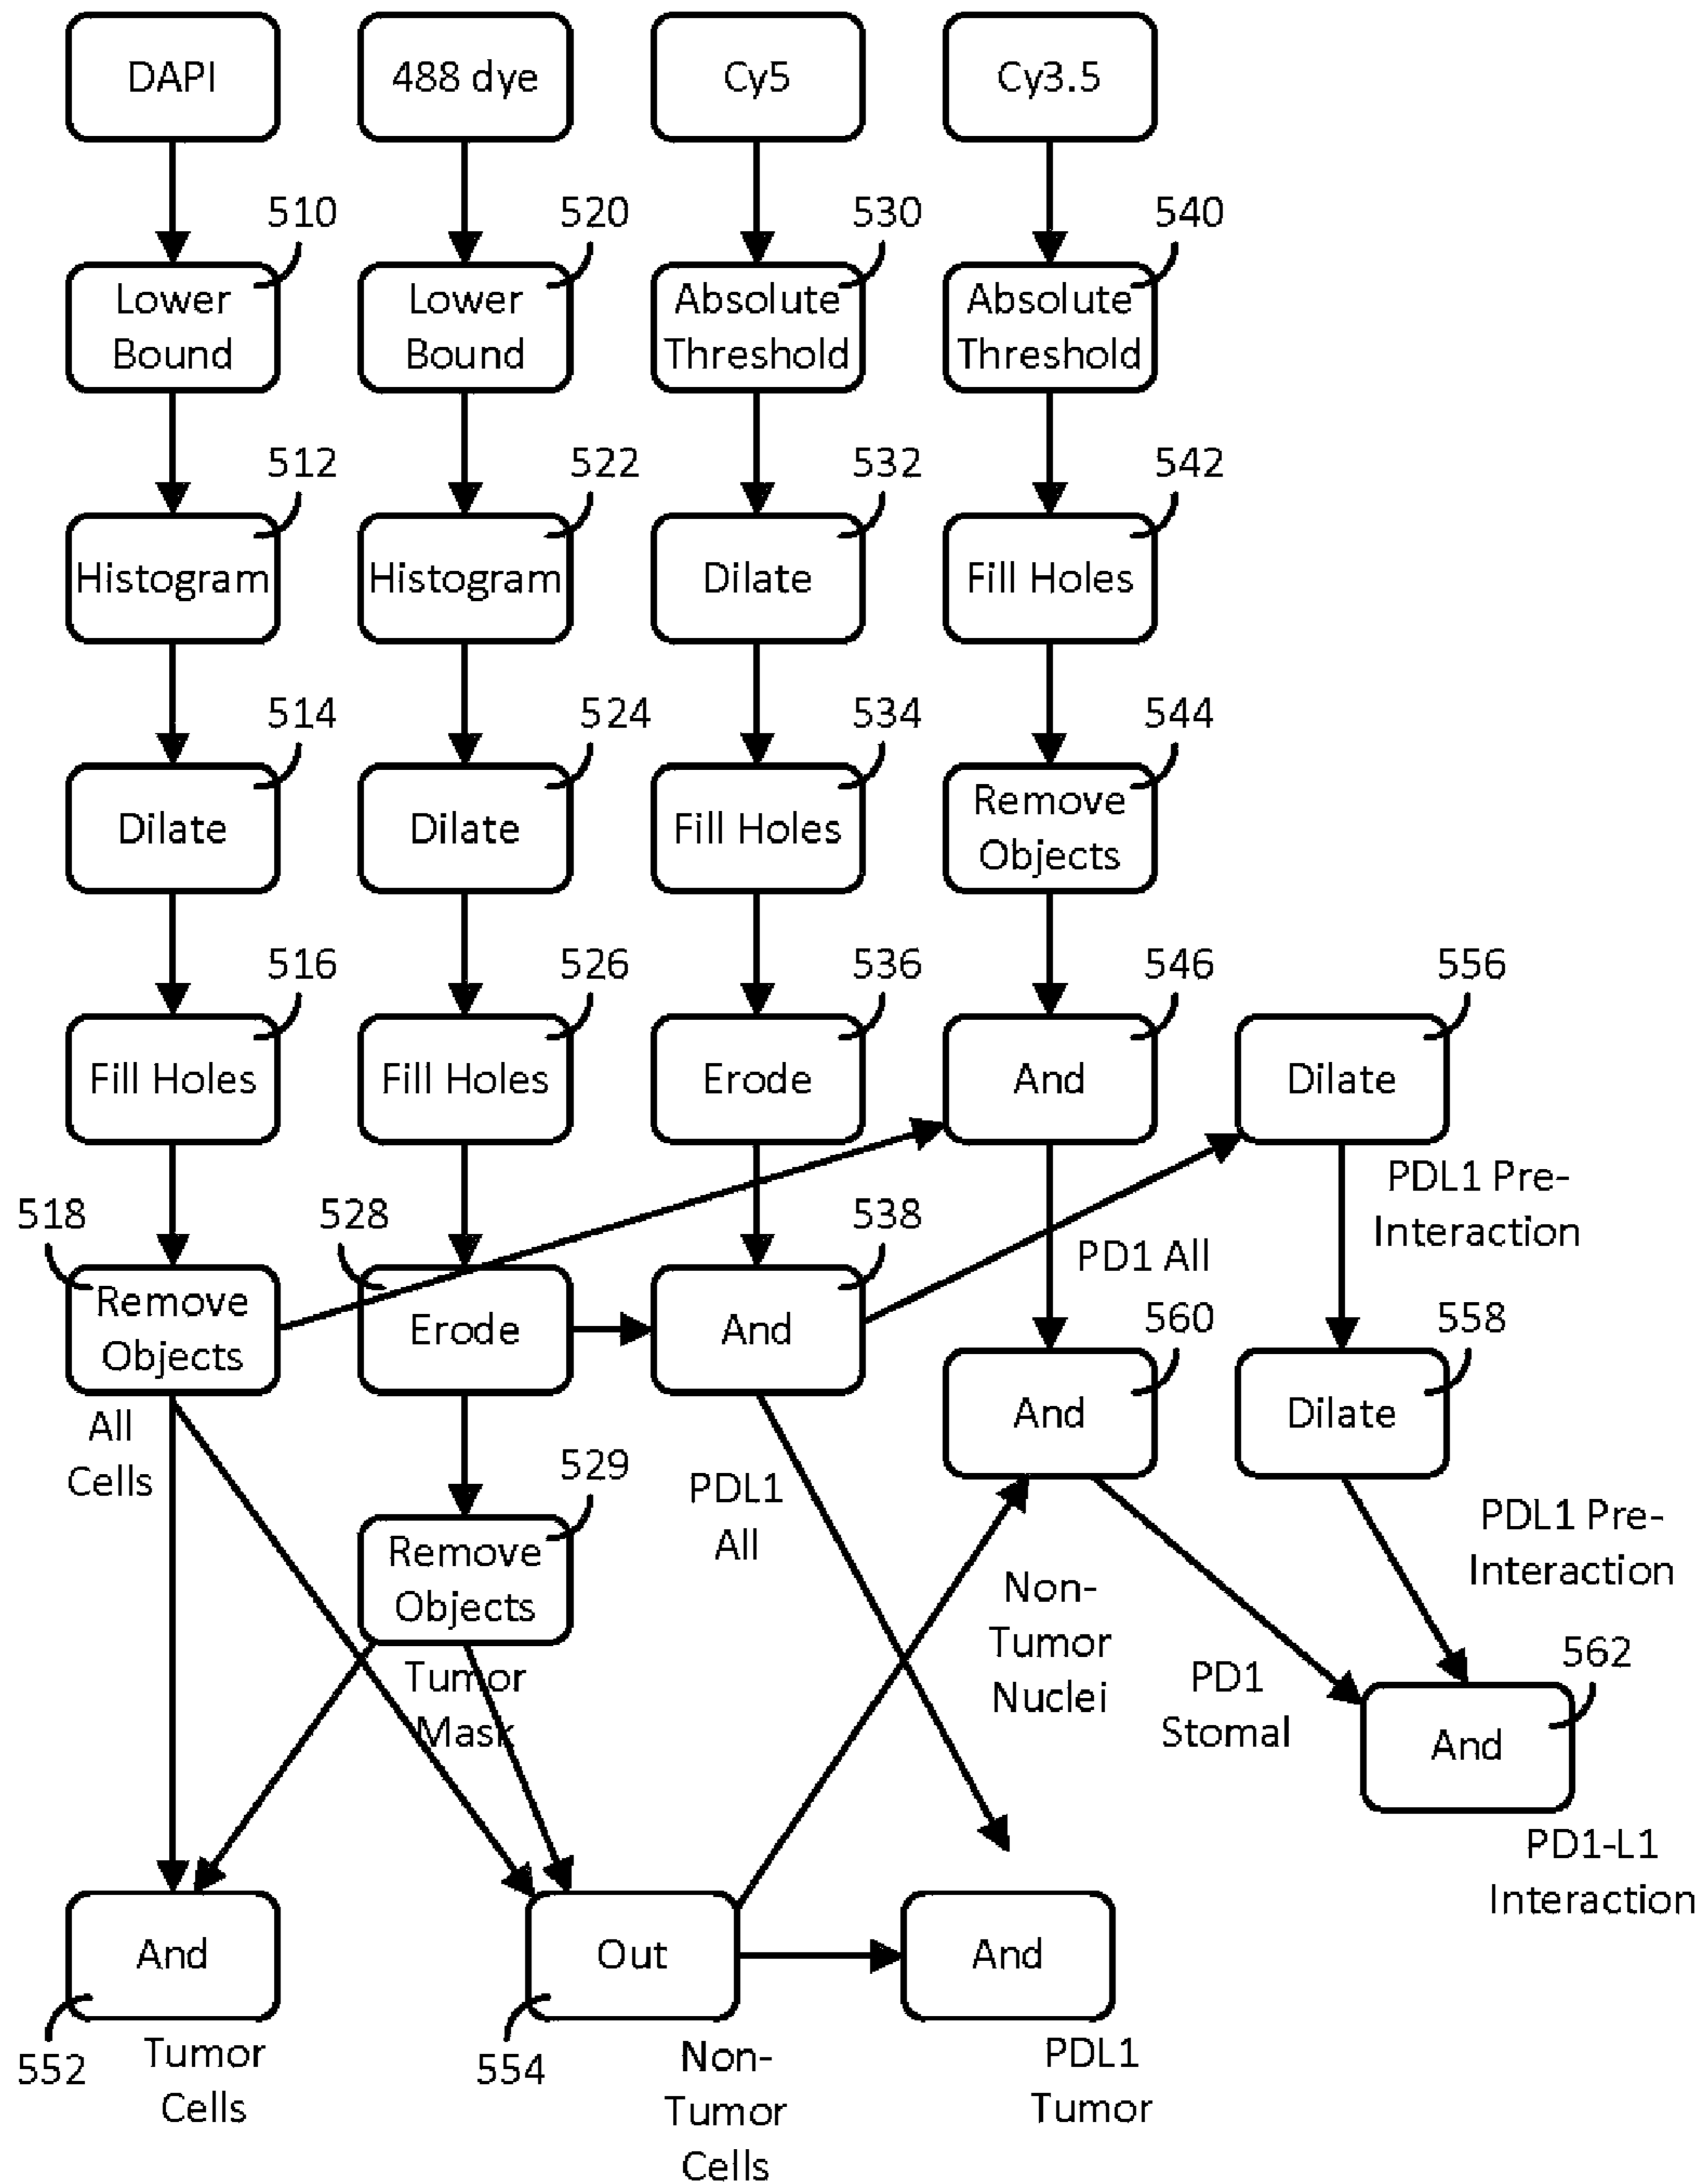 DAPI
488 dye
Cy5
Cy3.5
510
520
530
540
Lower
Bound
Lower
Bound
Absolute
Threshold
Absolute
Threshold
512
522
532
542
Histogram
Histogram
Dilate
Fill Holes
514
524
534
544
Dilate
Dilate
Fill Holes
Remove
Objects
516
526
536
546
556
Fill Holes
Fill Holes
Erode
And
Dilate
PDL1 Pre-
Interaction
518
528
538
PD1 All
Remove
Objects
Erode
And
560
558
And
Dilate
All
Cells
529
PDL1
All
Remove
Objects
PDL1 Pre-
Interaction
Non-
Tumor
Nuclei
Tumor
Mask
PD1
Stomal
562
And
PD1-L1
Interaction
And
Out
And
552
Tumor
Cells
554
Non-
Tumor
Cells
PDL1
Tumor